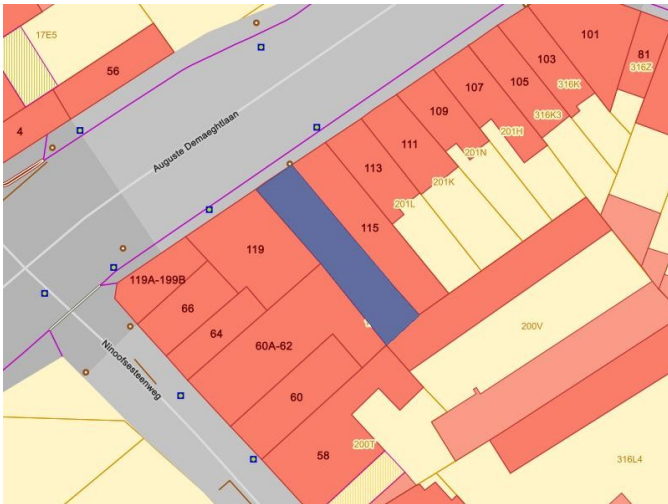 17E5
56
4
Auguste Demaeghtlaan
101
81
316Z
103
316K
105
107
316K3
109
201H
111
201N
113
201K
201L
115
119
119A-199B
66
64
60A-62
60
58
Ninoofsesteenweg
200V
200T
316L4